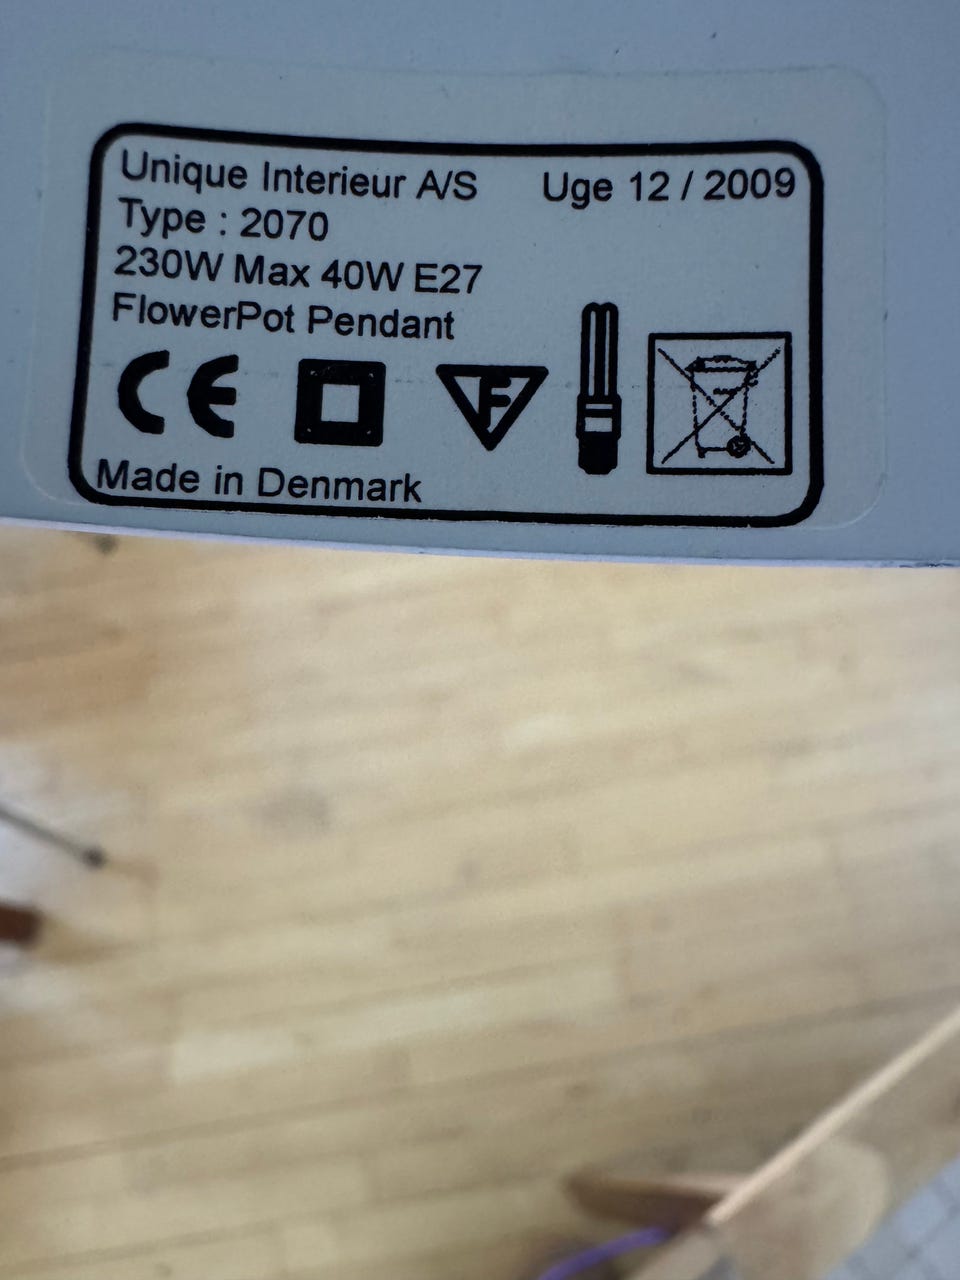 Unique Interieur A/S Uge 12 / 2009
Type : 2070
230W Max 40W E27
FlowerPot Pendant
CE F
Made in Denmark